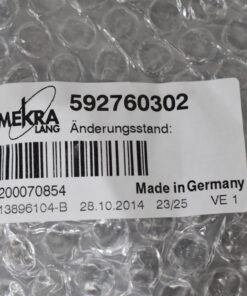 MEKRA
LANG
592760302
Änderungsstand:
200070854
Made in Germany
13896104-B 28.10.2014 23/25 VE 1